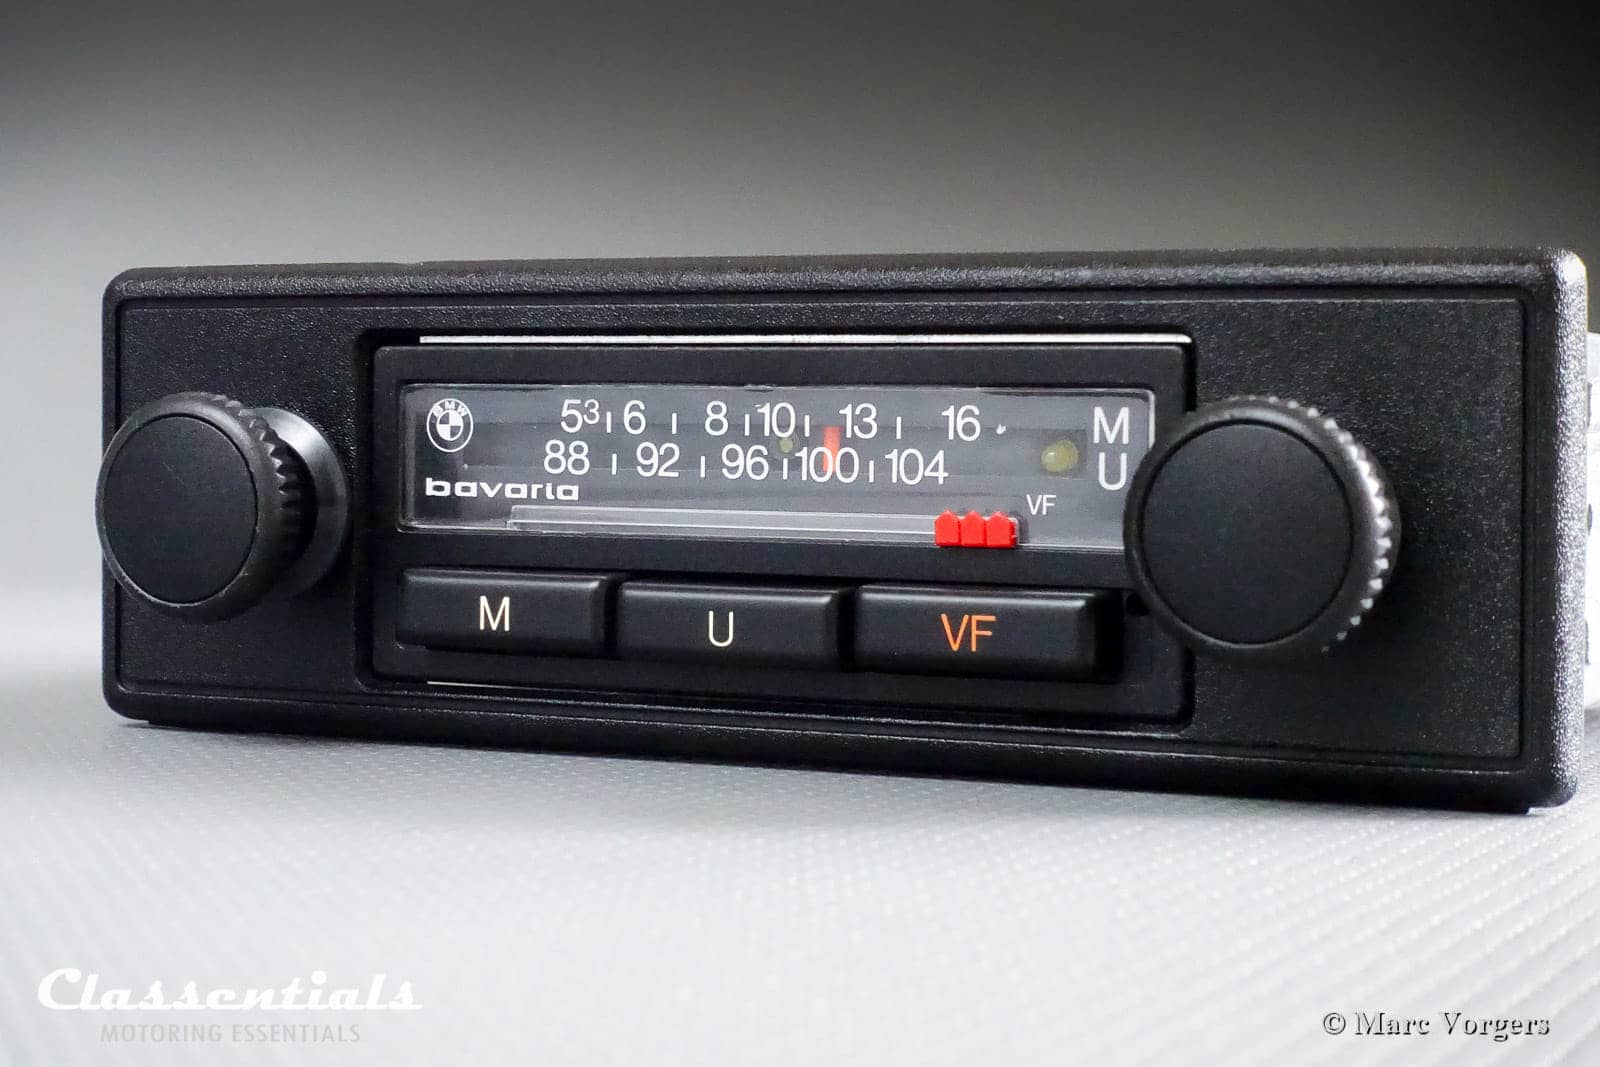 BMW
5³ 6 8 10 13 16 M
88 92 96 100 104 U
bavaria
VF
M U VF
Classentials
MOTORING ESSENTIALS
© Marc Vorgers